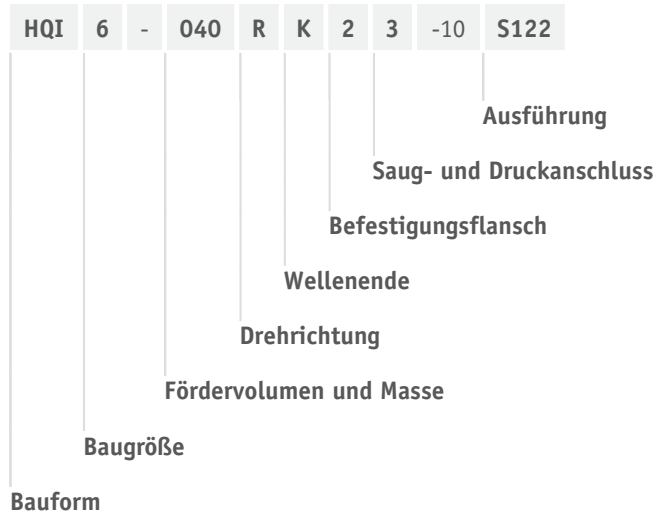 HQI 6 - 040 R K 2 3 -10 S122
Ausführung
Saug- und Druckanschluss
Befestigungsflansch
Wellenende
Drehrichtung
Fördervolumen und Masse
Baugröße
Bauform